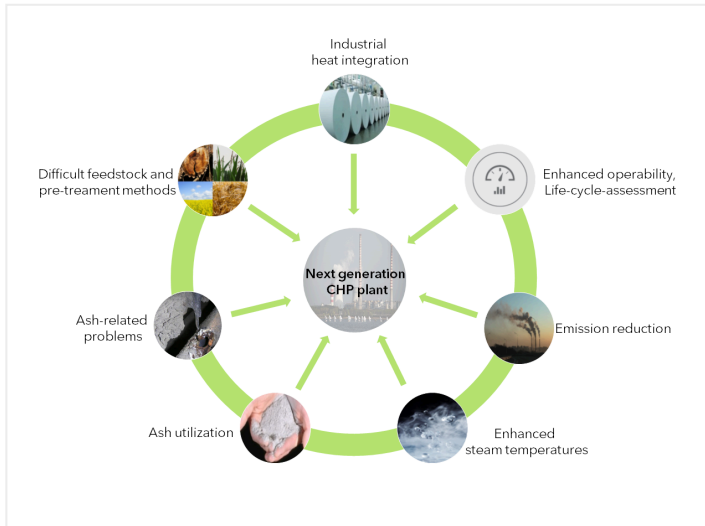 Industrial
heat integration
Difficult feedstock and
pre-treament methods
Enhanced operability,
Life-cycle-assessment
Next generation
CHP plant
Ash-related
problems
Emission reduction
Ash utilization
Enhanced
steam temperatures